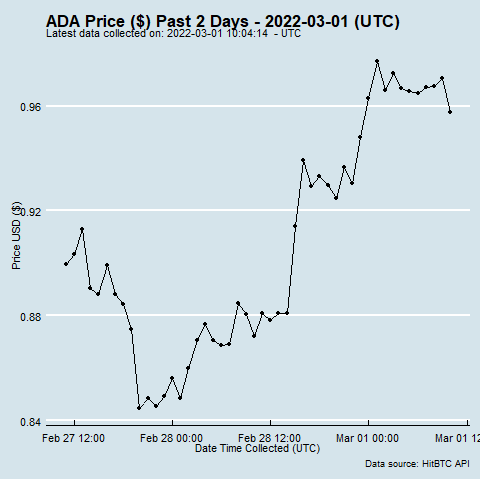 ADA Price ($) Past 2 Days - 2022-03-01 (UTC)
Latest data collected on: 2022-03-01 10:04:14 - UTC
0.96
0.92
0.88
0.84
Price USD ($)
Feb 27 12:00
Feb 28 00:00
Feb 28 12:00
Mar 01 00:00
Mar 01 12
Date Time Collected (UTC)
Data source: HitBTC API